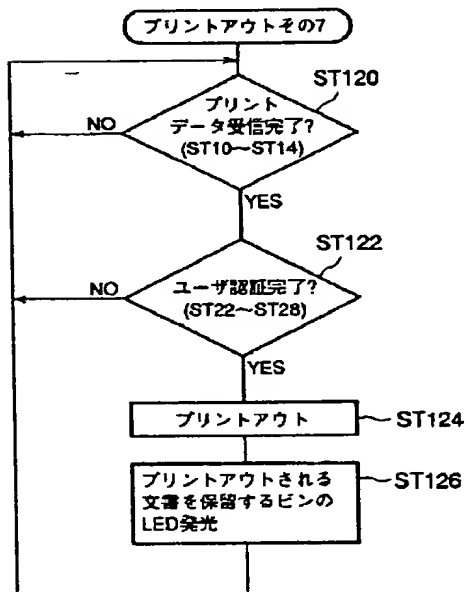 プリントアウトその7
ST120
プリント
データ受信完了?
(ST10～ST14)
NO
YES
ST122
ユーザ認証完了?
(ST22～ST28)
NO
YES
プリントアウト
ST124
プリントアウトされる
文書を保留するビンの
LED発光
ST126